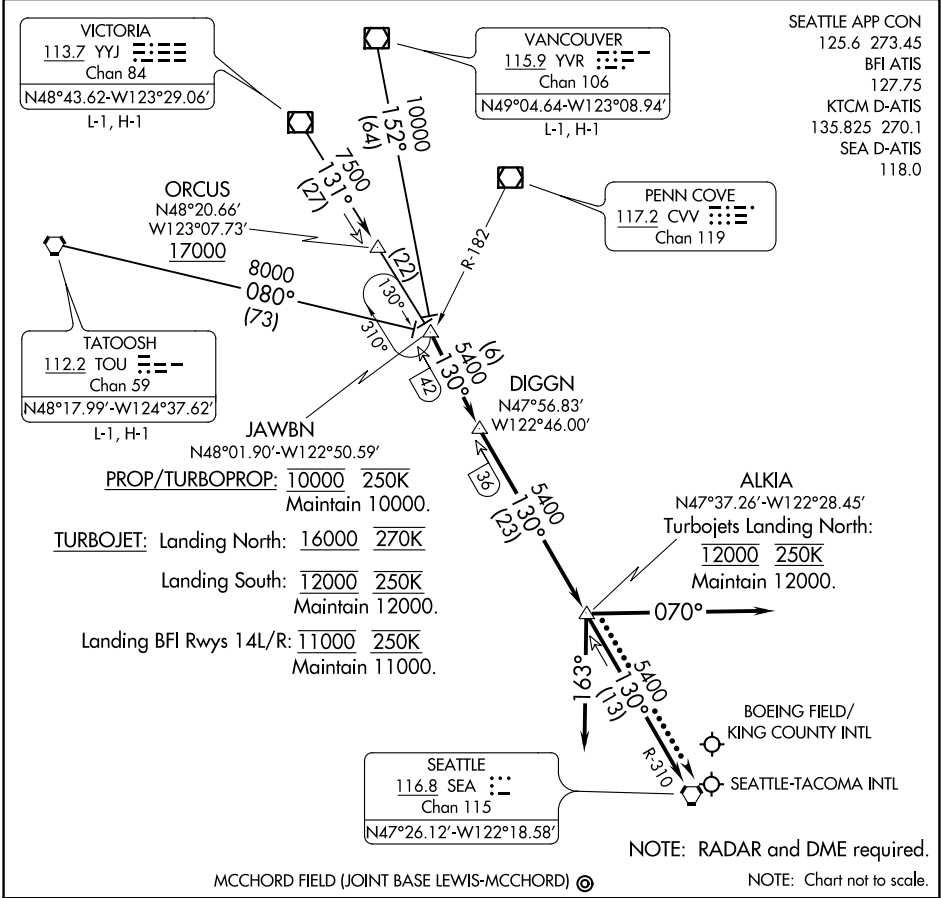 VICTORIA
113.7 YYJ
Chan 84
N48°43.62-W123°29.06′
L-1, H-1
VANCOUVER
115.9 YVR
Chan 106
N49°04.64-W123°08.94′
L-1, H-1
SEATTLE APP CON
125.6 273.45
BFI ATIS
127.75
KTCM D-ATIS
135.825 270.1
SEA D-ATIS
118.0
10000
152°
(64)
7500
131°
(27)
ORCUS
N48°20.66′
W123°07.73′
17000
PENN COVE
117.2 CVV
Chan 119
R-182
(22)
8000
080°
(73)
130°
310°
TATOOSH
112.2 TOU
Chan 59
N48°17.99′-W124°37.62′
L-1, H-1
(6)
5400
130°
42
DIGGN
N47°56.83′
W122°46.00′
JAWBN
N48°01.90′-W122°50.59′
PROP/TURBOPROP: 10000 250K
Maintain 10000.
TURBOJET: Landing North: 16000 270K
Landing South: 12000 250K
Maintain 12000.
Landing BFI Rwys 14L/R: 11000 250K
Maintain 11000.
36
5400
130°
(23)
ALKIA
N47°37.26′-W122°28.45′
Turbojets Landing North:
12000 250K
Maintain 12000.
070°
163°
5400
130°
(13)
R-310
BOEING FIELD/
KING COUNTY INTL
SEATTLE-TACOMA INTL
SEATTLE
116.8 SEA
Chan 115
N47°26.12′-W122°18.58′
NOTE: RADAR and DME required.
MCCHORD FIELD (JOINT BASE LEWIS-MCCHORD)
NOTE: Chart not to scale.